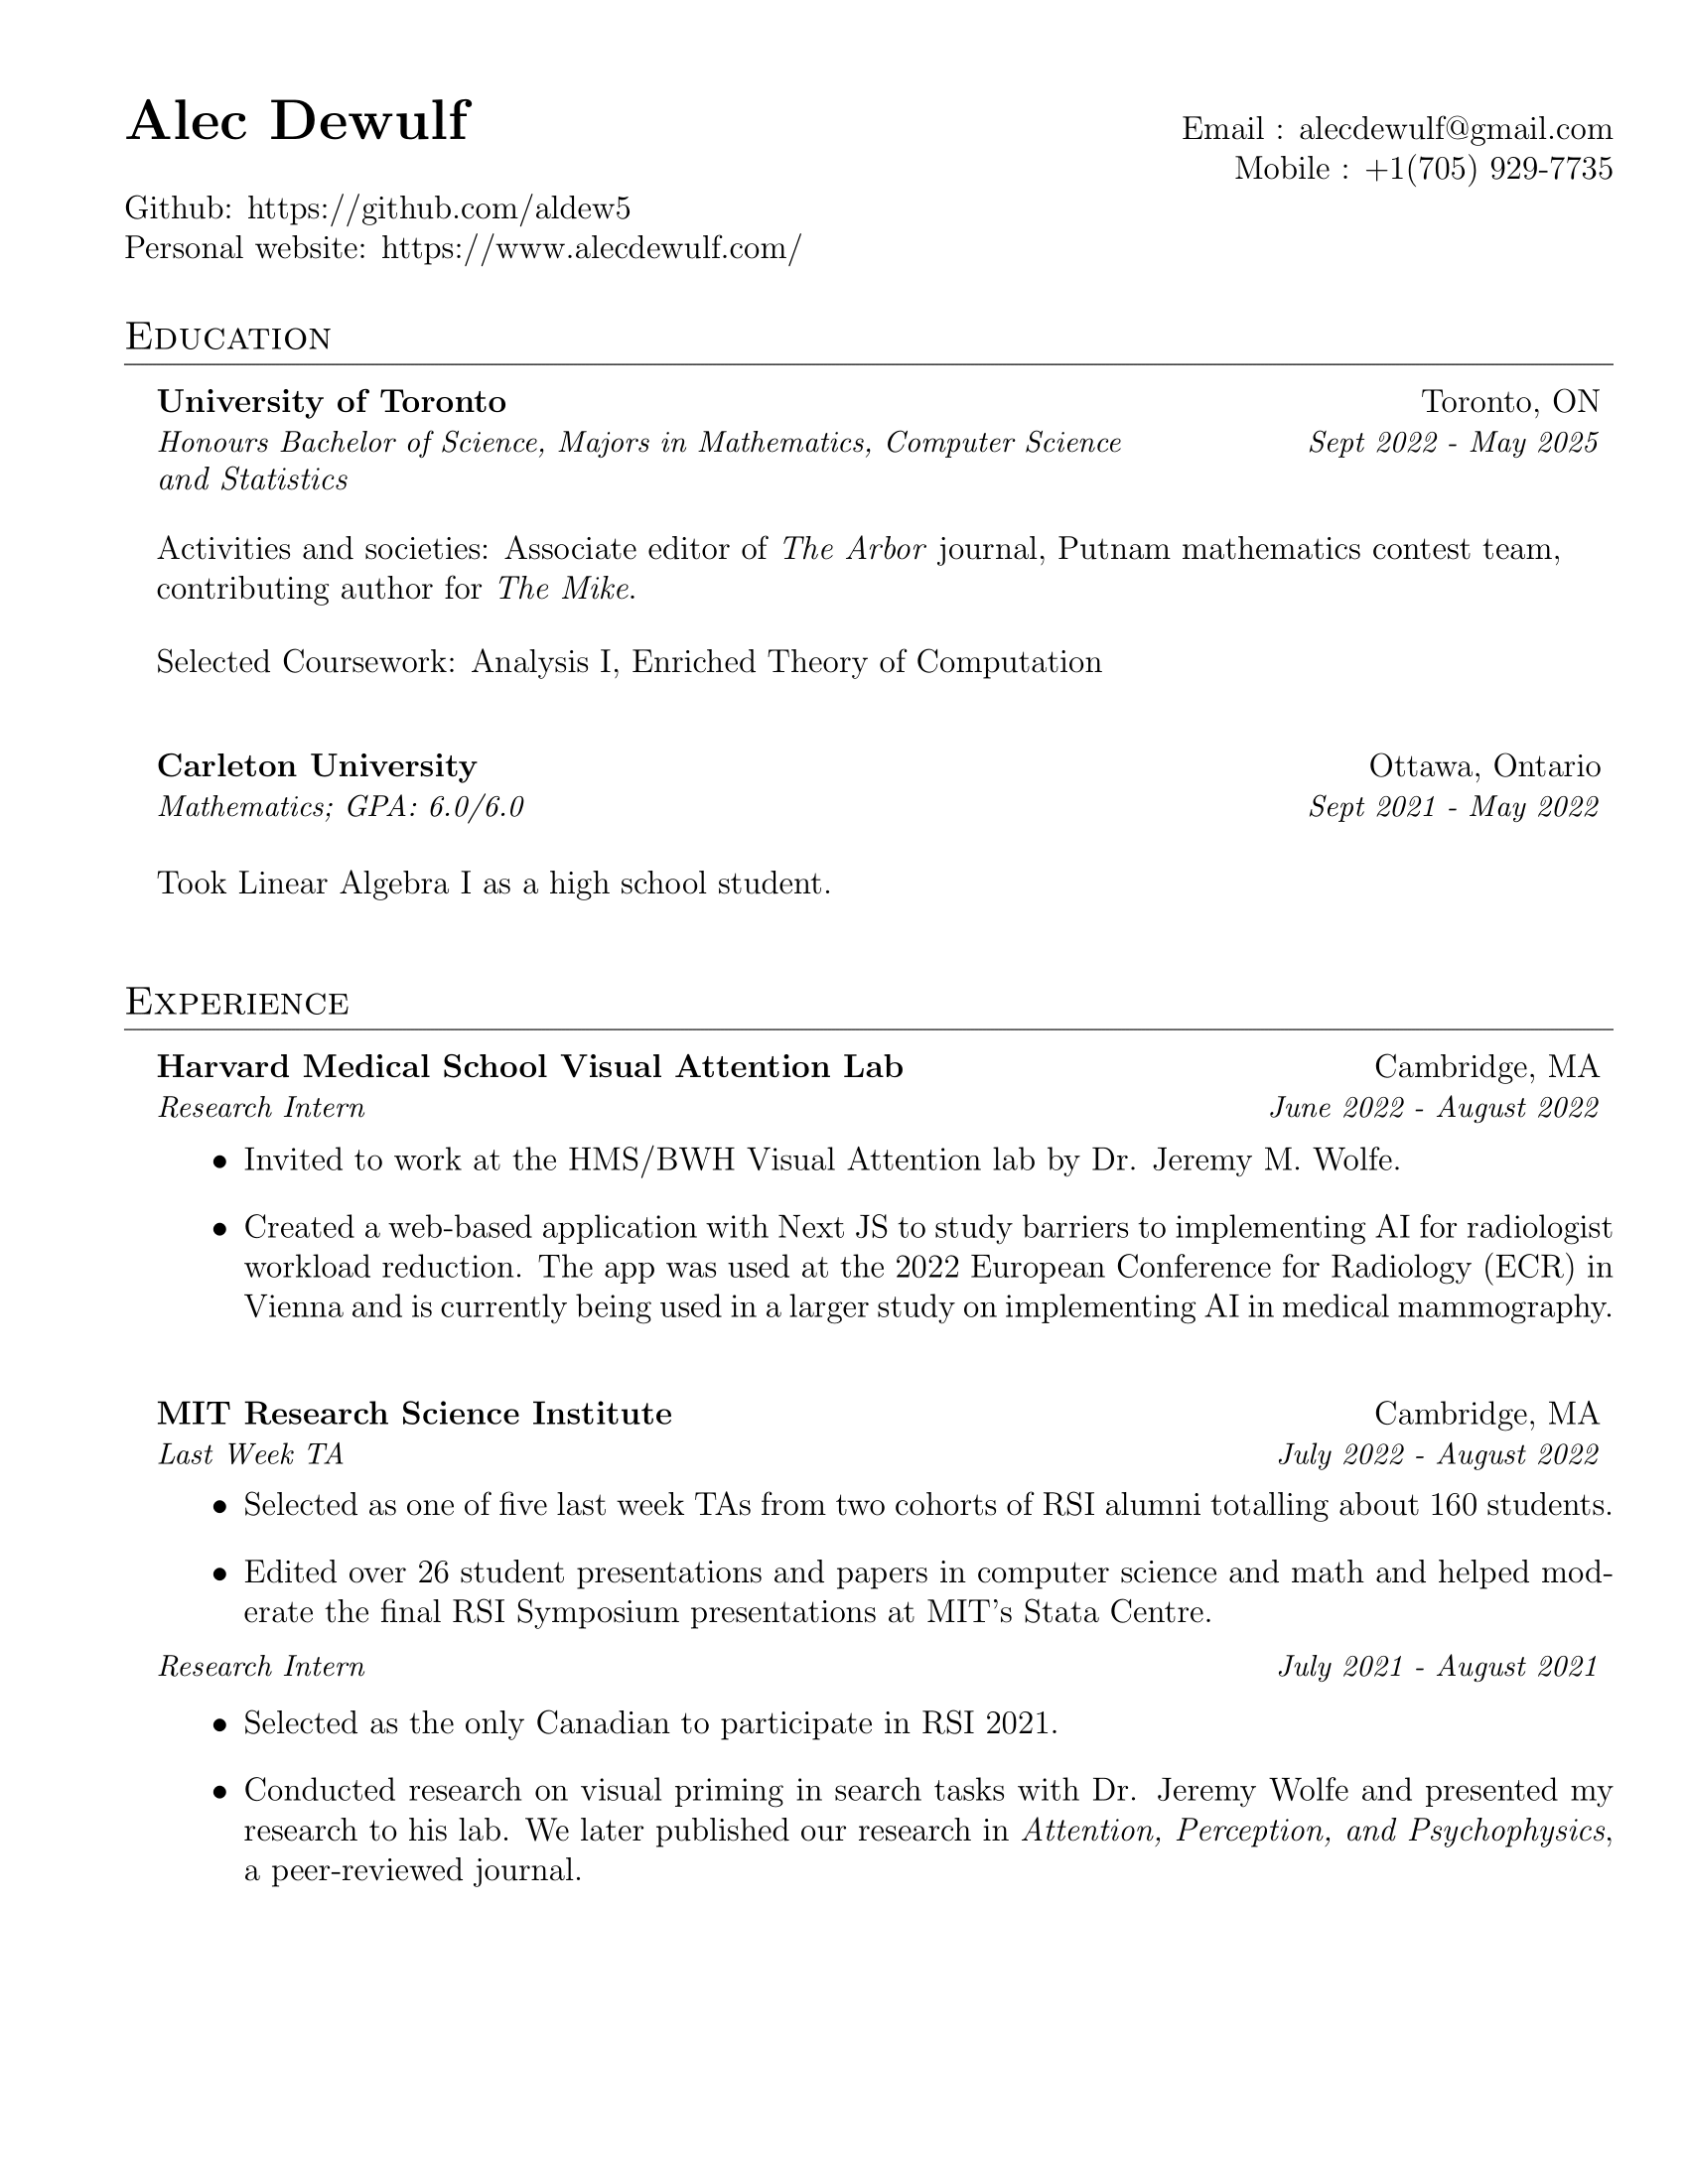 Alec Dewulf
Email : alecdewulf@gmail.com
Mobile : +1(705) 929-7735
Github: https://github.com/aldew5
Personal website: https://www.alecdewulf.com/
Education
University of Toronto Toronto, ON
Honours Bachelor of Science, Majors in Mathematics, Computer Science Sept 2022 - May 2025
and Statistics
Activities and societies: Associate editor of The Arbor journal, Putnam mathematics contest team,
contributing author for The Mike.
Selected Coursework: Analysis I, Enriched Theory of Computation
Carleton University Ottawa, Ontario
Mathematics; GPA: 6.0/6.0 Sept 2021 - May 2022
Took Linear Algebra I as a high school student.
Experience
Harvard Medical School Visual Attention Lab Cambridge, MA
Research Intern June 2022 - August 2022
• Invited to work at the HMS/BWH Visual Attention lab by Dr. Jeremy M. Wolfe.
• Created a web-based application with Next JS to study barriers to implementing AI for radiologist
workload reduction. The app was used at the 2022 European Conference for Radiology (ECR) in
Vienna and is currently being used in a larger study on implementing AI in medical mammography.
MIT Research Science Institute Cambridge, MA
Last Week TA July 2022 - August 2022
• Selected as one of five last week TAs from two cohorts of RSI alumni totalling about 160 students.
• Edited over 26 student presentations and papers in computer science and math and helped mod-
erate the final RSI Symposium presentations at MIT's Stata Centre.
Research Intern July 2021 - August 2021
• Selected as the only Canadian to participate in RSI 2021.
• Conducted research on visual priming in search tasks with Dr. Jeremy Wolfe and presented my
research to his lab. We later published our research in Attention, Perception, and Psychophysics,
a peer-reviewed journal.